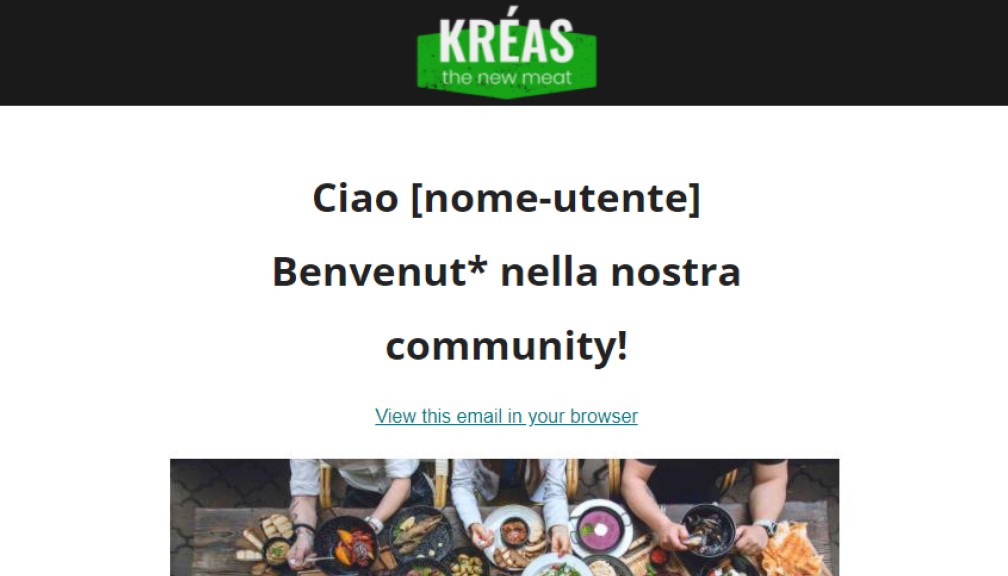 KRÉAS
the new meat
Ciao [nome-utente]
Benvenut* nella nostra
community!
View this email in your browser